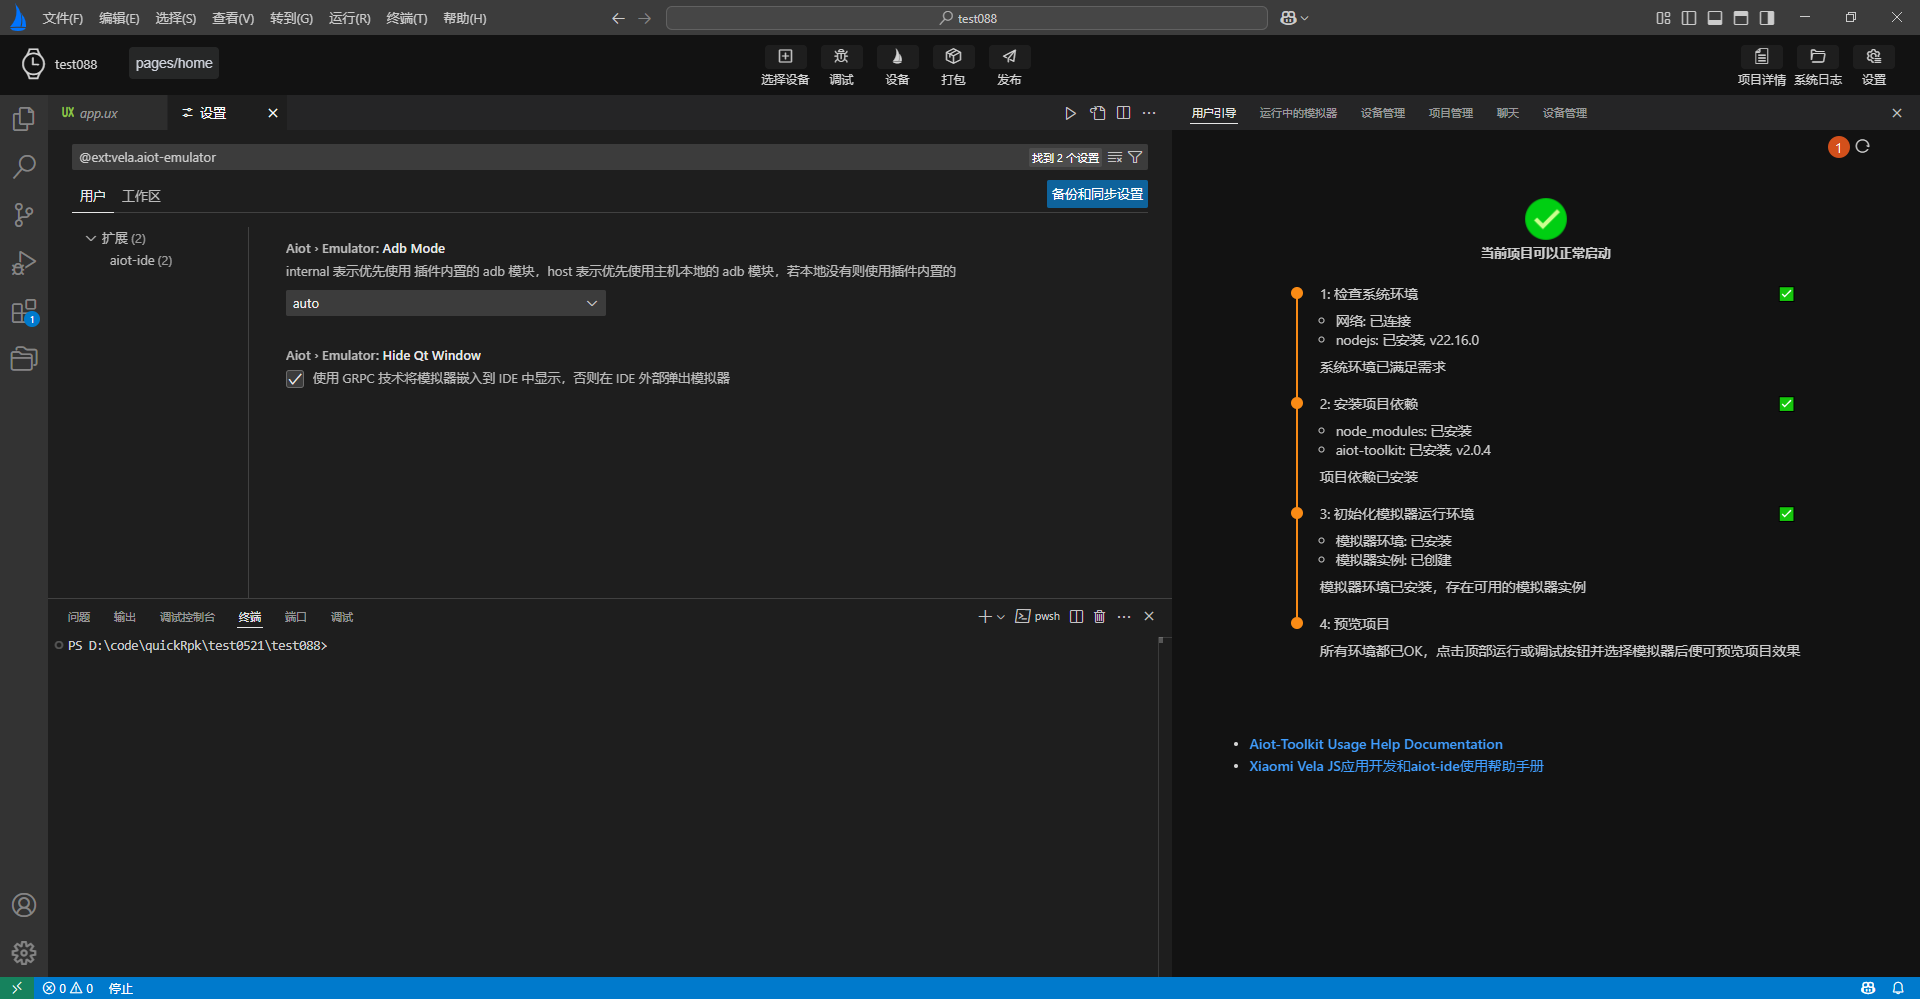 文件(F) 编辑(E) 选择(S) 查看(V) 转到(G) 运行(R) 终端(T) 帮助(H)
test088
test088
pages/home
选择设备 调试 设备 打包 发布
项目详情 系统日志 设置
UX app.ux
设置
@ext:vela.aiot-emulator
找到 2 个设置
用户 工作区
备份和同步设置
扩展 (2)
aiot-ide (2)
Aiot › Emulator: Adb Mode
internal 表示优先使用 插件内置的 adb 模块，host 表示优先使用主机本地的 adb 模块，若本地没有则使用插件内置的
auto
Aiot › Emulator: Hide Qt Window
使用 GRPC 技术将模拟器嵌入到 IDE 中显示，否则在 IDE 外部弹出模拟器
1
问题 输出 调试控制台 终端 端口 调试
pwsh
PS D:\code\quickRpk\test0521\test088>
用户引导 运行中的模拟器 设备管理 项目管理 聊天 设备管理
1
当前项目可以正常启动
1: 检查系统环境
网络: 已连接
nodejs: 已安装, v22.16.0
系统环境已满足需求
2: 安装项目依赖
node_modules: 已安装
aiot-toolkit: 已安装, v2.0.4
项目依赖已安装
3: 初始化模拟器运行环境
模拟器环境: 已安装
模拟器实例: 已创建
模拟器环境已安装，存在可用的模拟器实例
4: 预览项目
所有环境都已OK，点击顶部运行或调试按钮并选择模拟器后便可预览项目效果
Aiot-Toolkit Usage Help Documentation
Xiaomi Vela JS应用开发和aiot-ide使用帮助手册
0 0 停止